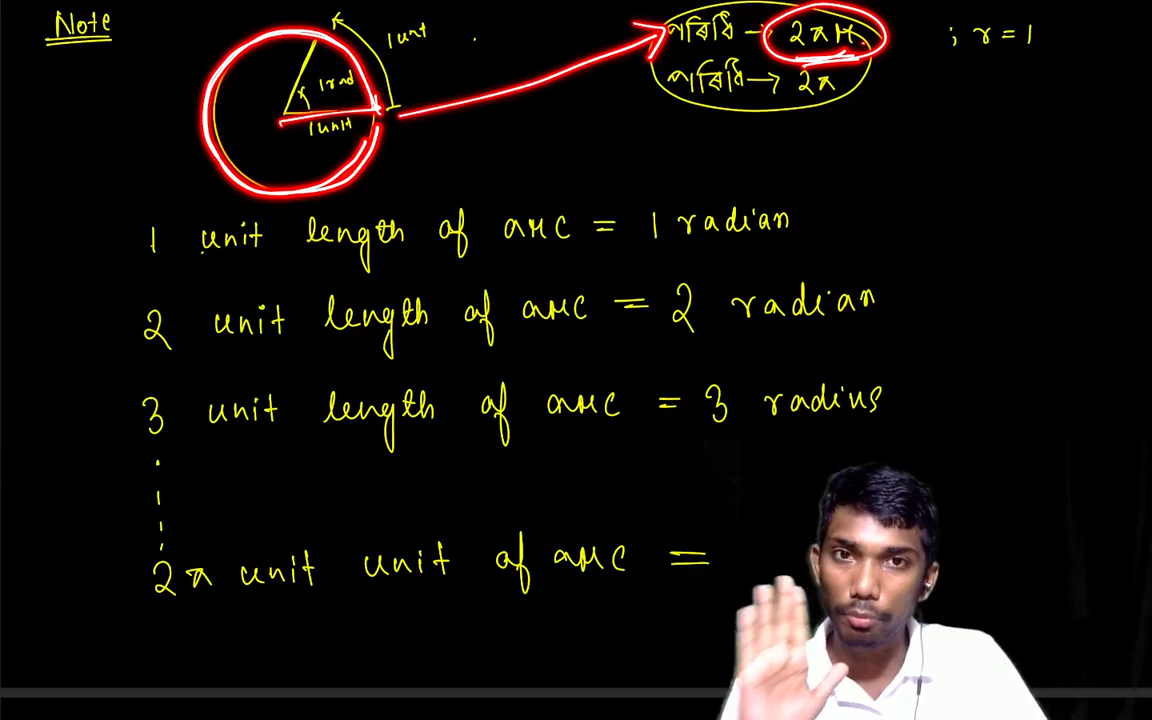 Note
1 unit
1 rad
1 unit
পৰিধি → 2πr ; r = 1
পৰিধি → 2π
1 unit length of arc = 1 radian
2 unit length of arc = 2 radian
3 unit length of arc = 3 radius
2π unit unit of arc =